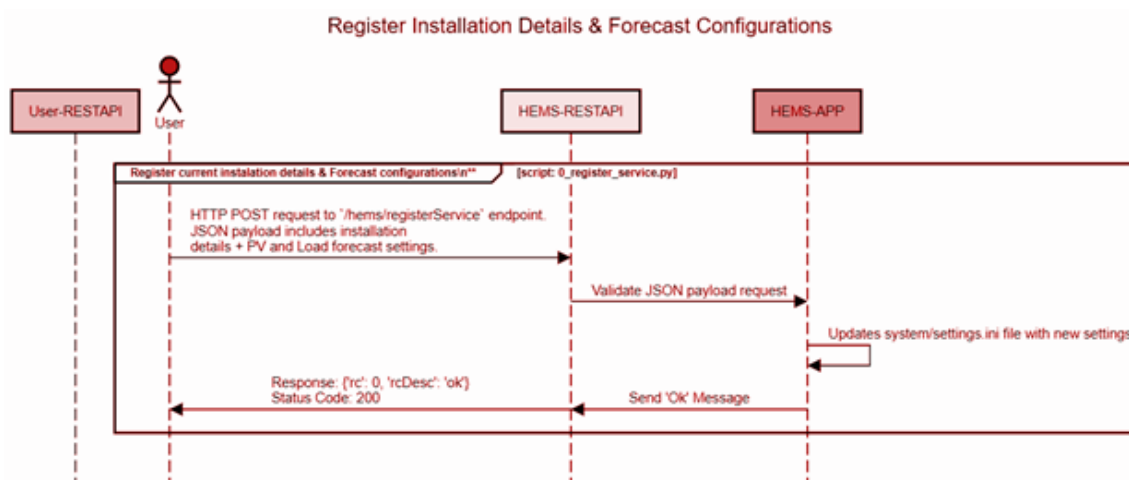 Register Installation Details & Forecast Configurations
User-RESTAPI
User
HEMS-RESTAPI
HEMS-APP
Register current instalation details & Forecast configurations\n**
[script: 0_register_service.py]
HTTP POST request to `/hems/registerService` endpoint.
JSON payload includes installation
details + PV and Load forecast settings.
Validate JSON payload request
Updates system/settings.ini file with new settings
Response: {'rc': 0, 'rcDesc': 'ok'}
Status Code: 200
Send 'Ok' Message